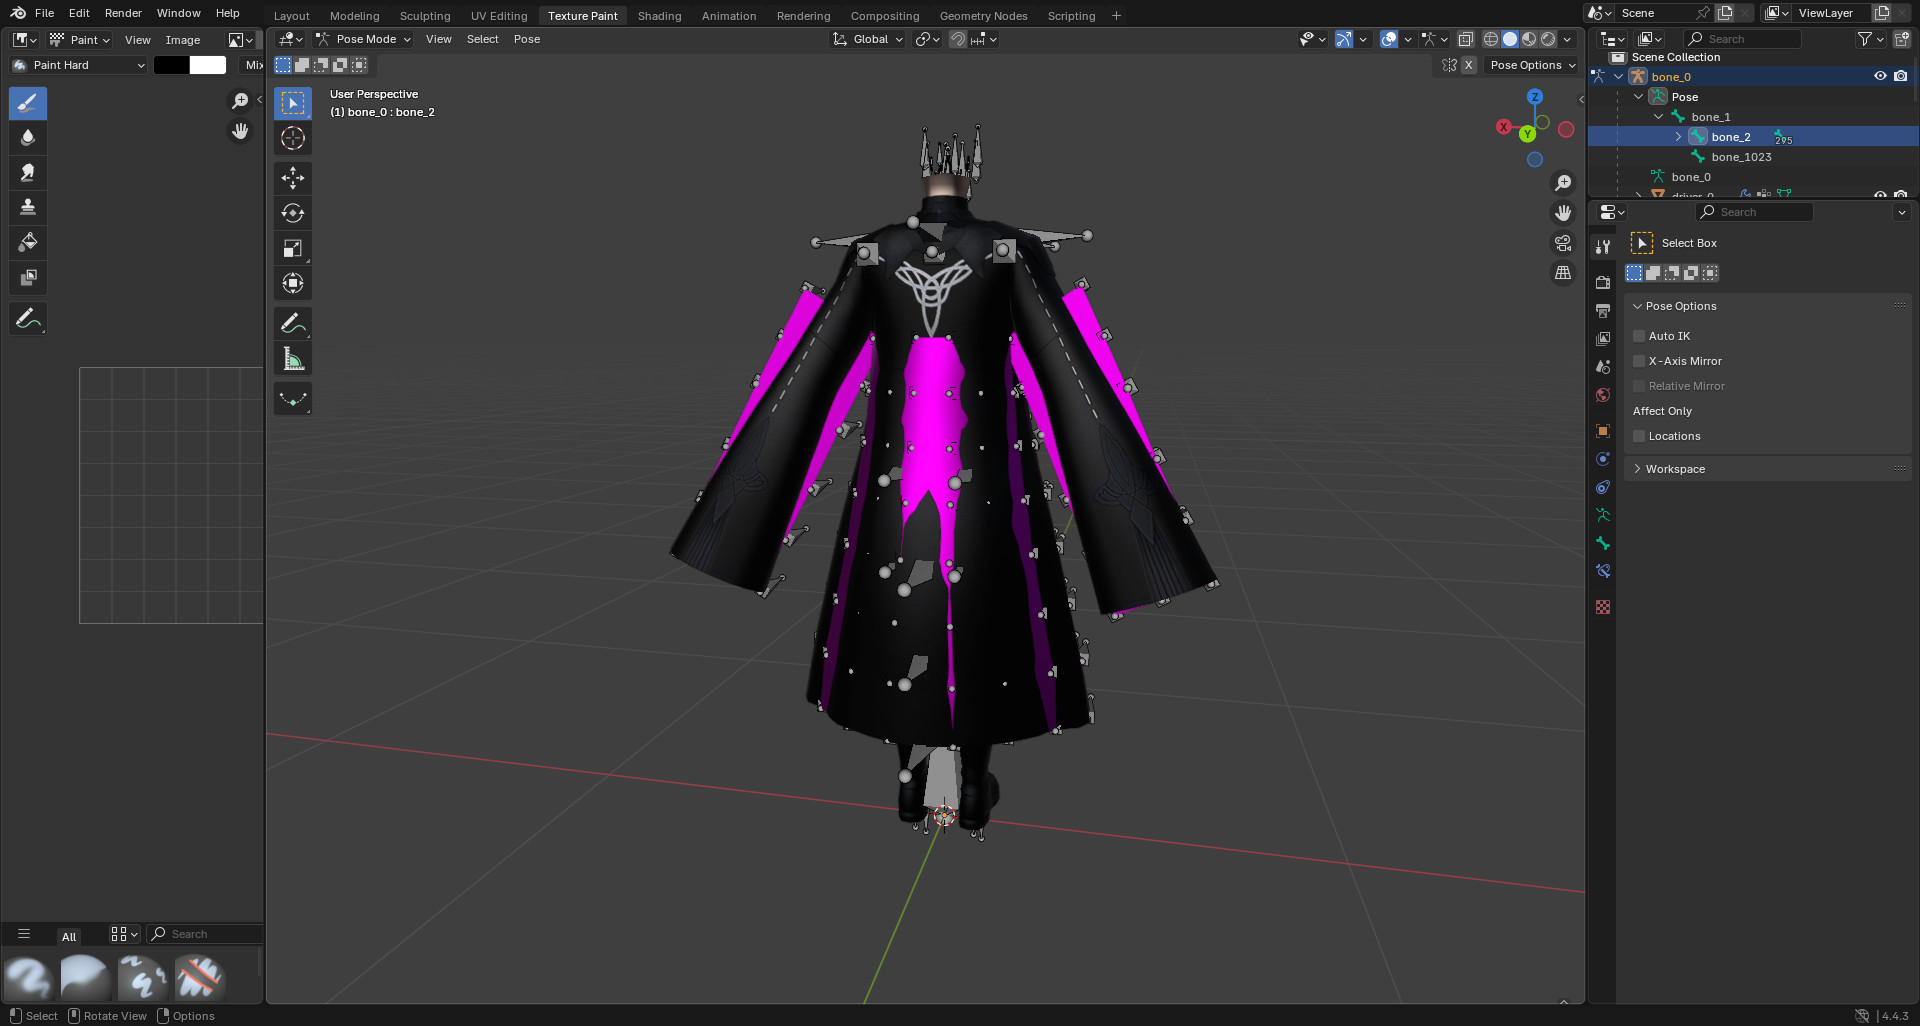 File Edit Render Window Help
Layout Modeling Sculpting UV Editing Texture Paint Shading Animation Rendering Compositing Geometry Nodes Scripting +
Scene
ViewLayer
Paint View Image
Pose Mode View Select Pose
Global
Search
Paint Hard
Mix
X
Pose Options
Scene Collection
bone_0
Pose
bone_1
bone_2
295
bone_1023
bone_0
User Perspective
(1) bone_0 : bone_2
Z
X
Y
Search
Select Box
Pose Options
Auto IK
X-Axis Mirror
Relative Mirror
Affect Only
Locations
Workspace
All
Search
Select Rotate View Options
4.4.3